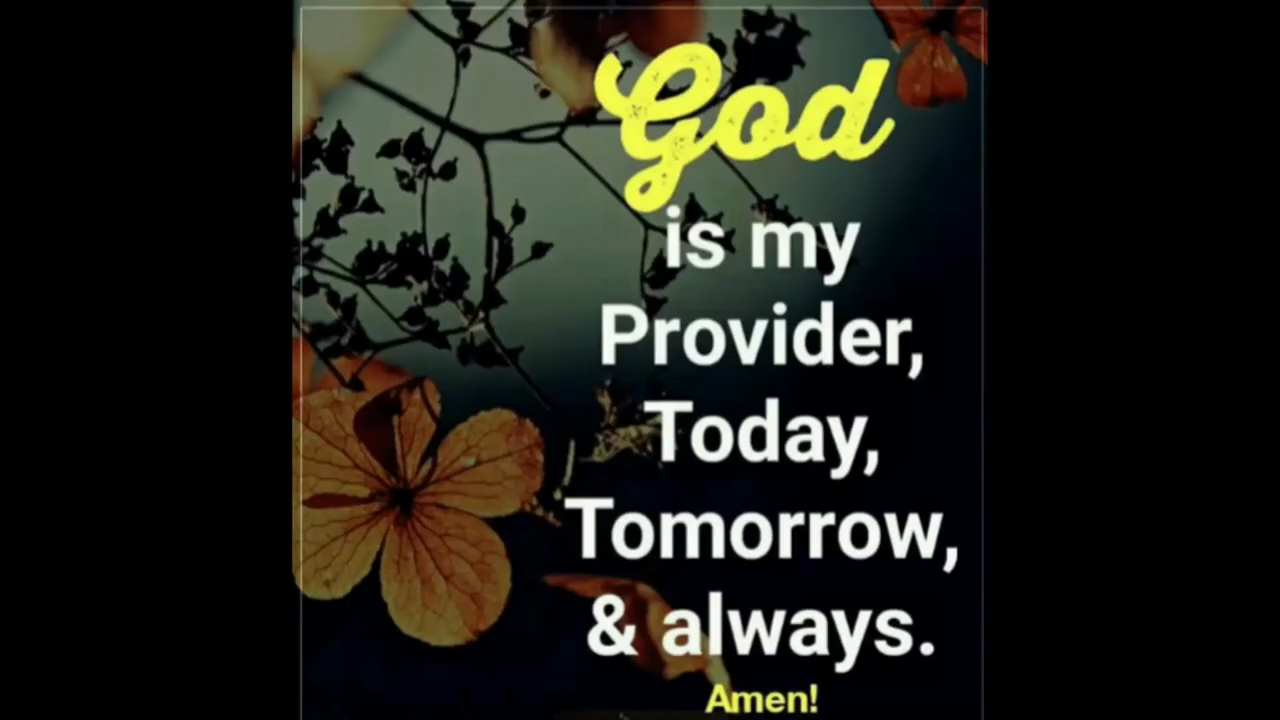 God
is my
Provider,
Today,
Tomorrow,
& always.
Amen!